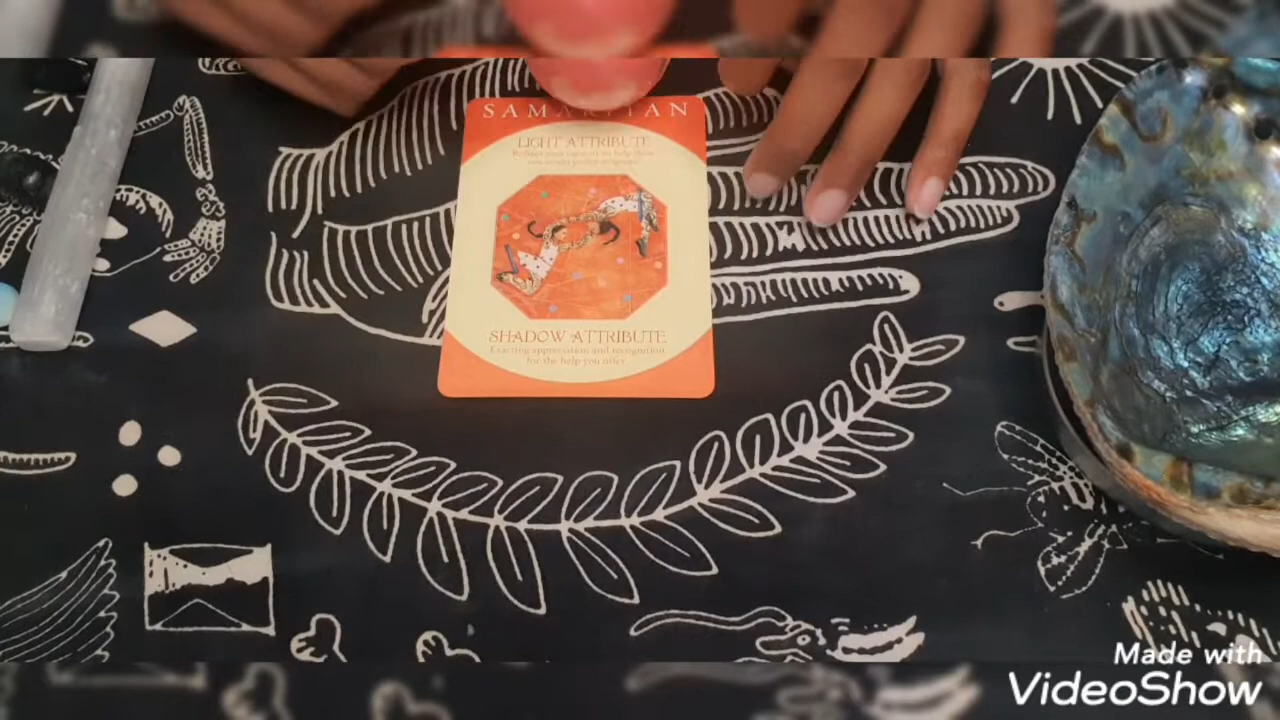 SAMARITAN
LIGHT ATTRIBUTE
SHADOW ATTRIBUTE
Exacting appreciation and recognition
for the help you offer.
Made with
VideoShow